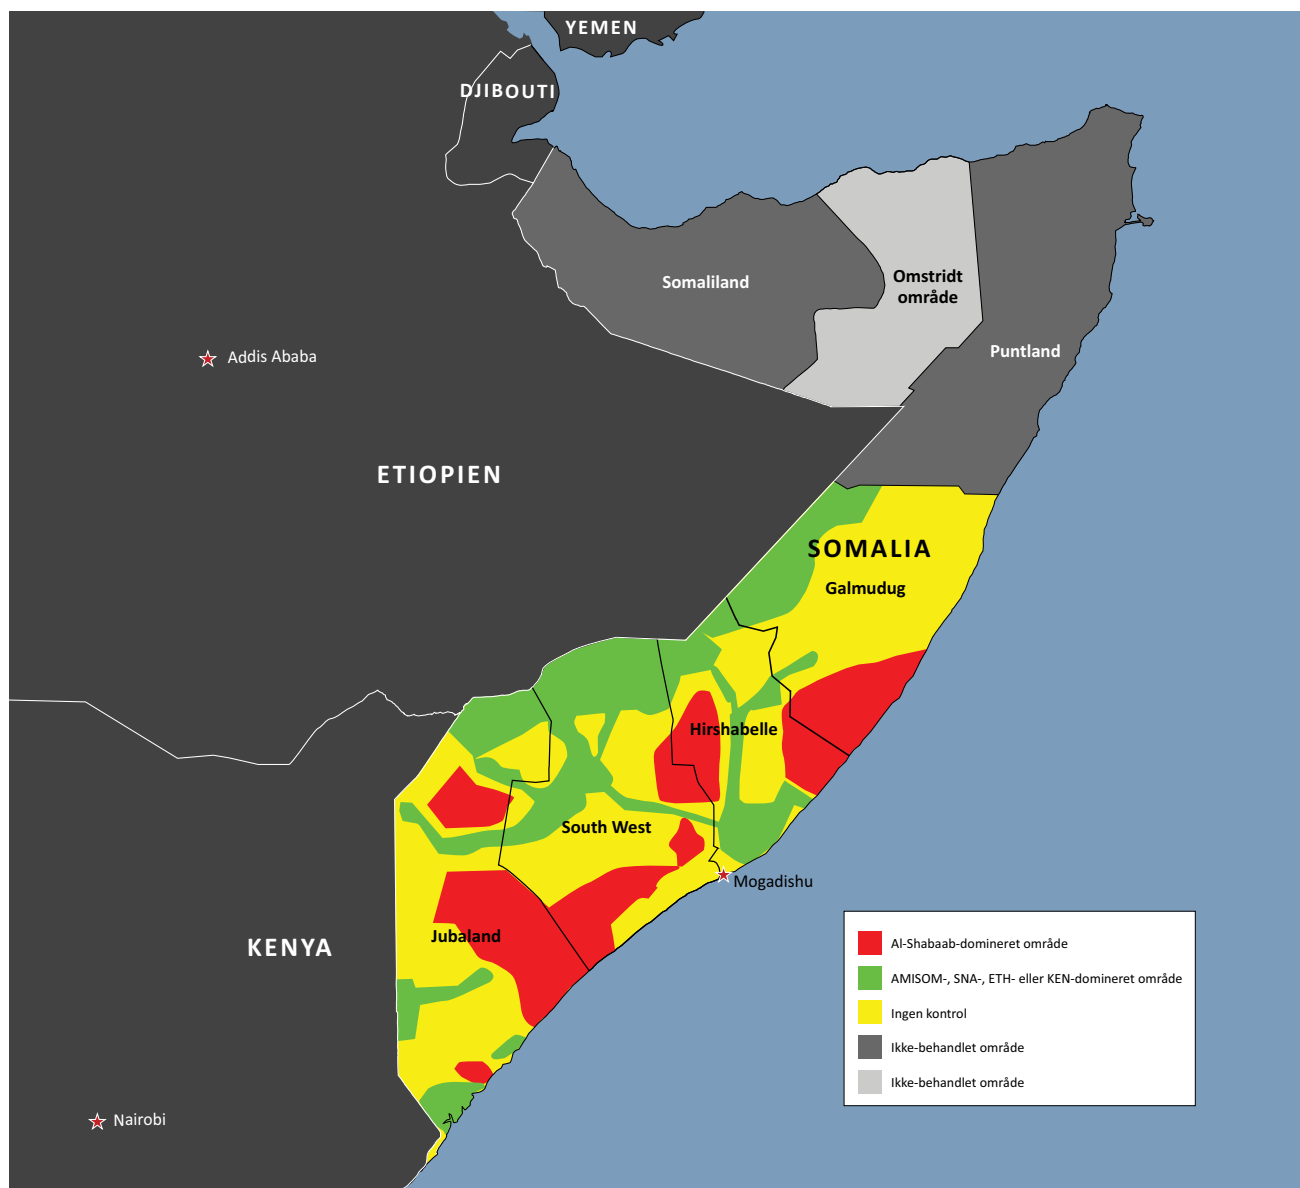 YEMEN
DJIBOUTI
Somaliland
Omstridt
område
Puntland
Addis Ababa
ETIOPIEN
SOMALIA
Galmudug
Hirshabelle
South West
Mogadishu
Jubaland
KENYA
Nairobi
Al-Shabaab-domineret område
AMISOM-, SNA-, ETH- eller KEN-domineret område
Ingen kontrol
Ikke-behandlet område
Ikke-behandlet område